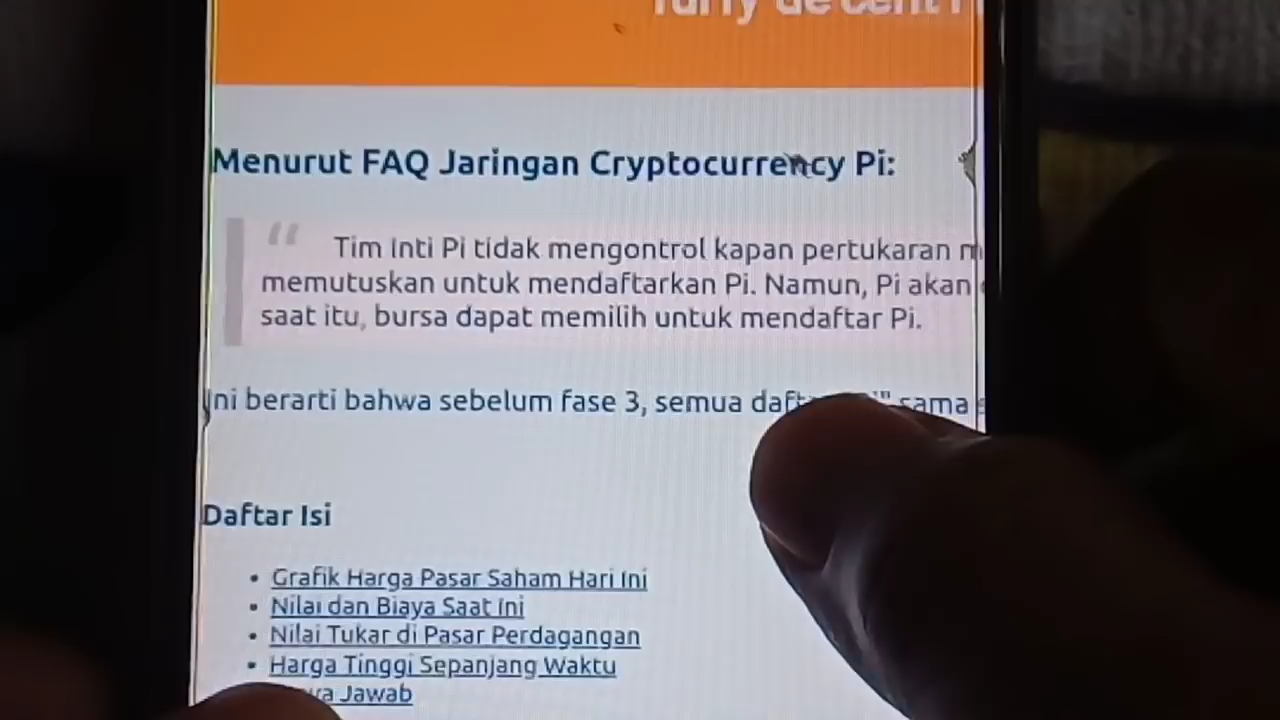 Menurut FAQ Jaringan Cryptocurrency Pi:
“ Tim Inti Pi tidak mengontrol kapan pertukaran
memutuskan untuk mendaftarkan Pi. Namun, Pi akan
saat itu, bursa dapat memilih untuk mendaftar Pi.
Ini berarti bahwa sebelum fase 3, semua sama
Daftar Isi
• Grafik Harga Pasar Saham Hari Ini
• Nilai dan Biaya Saat Ini
• Nilai Tukar di Pasar Perdagangan
• Harga Tinggi Sepanjang Waktu
Jawab